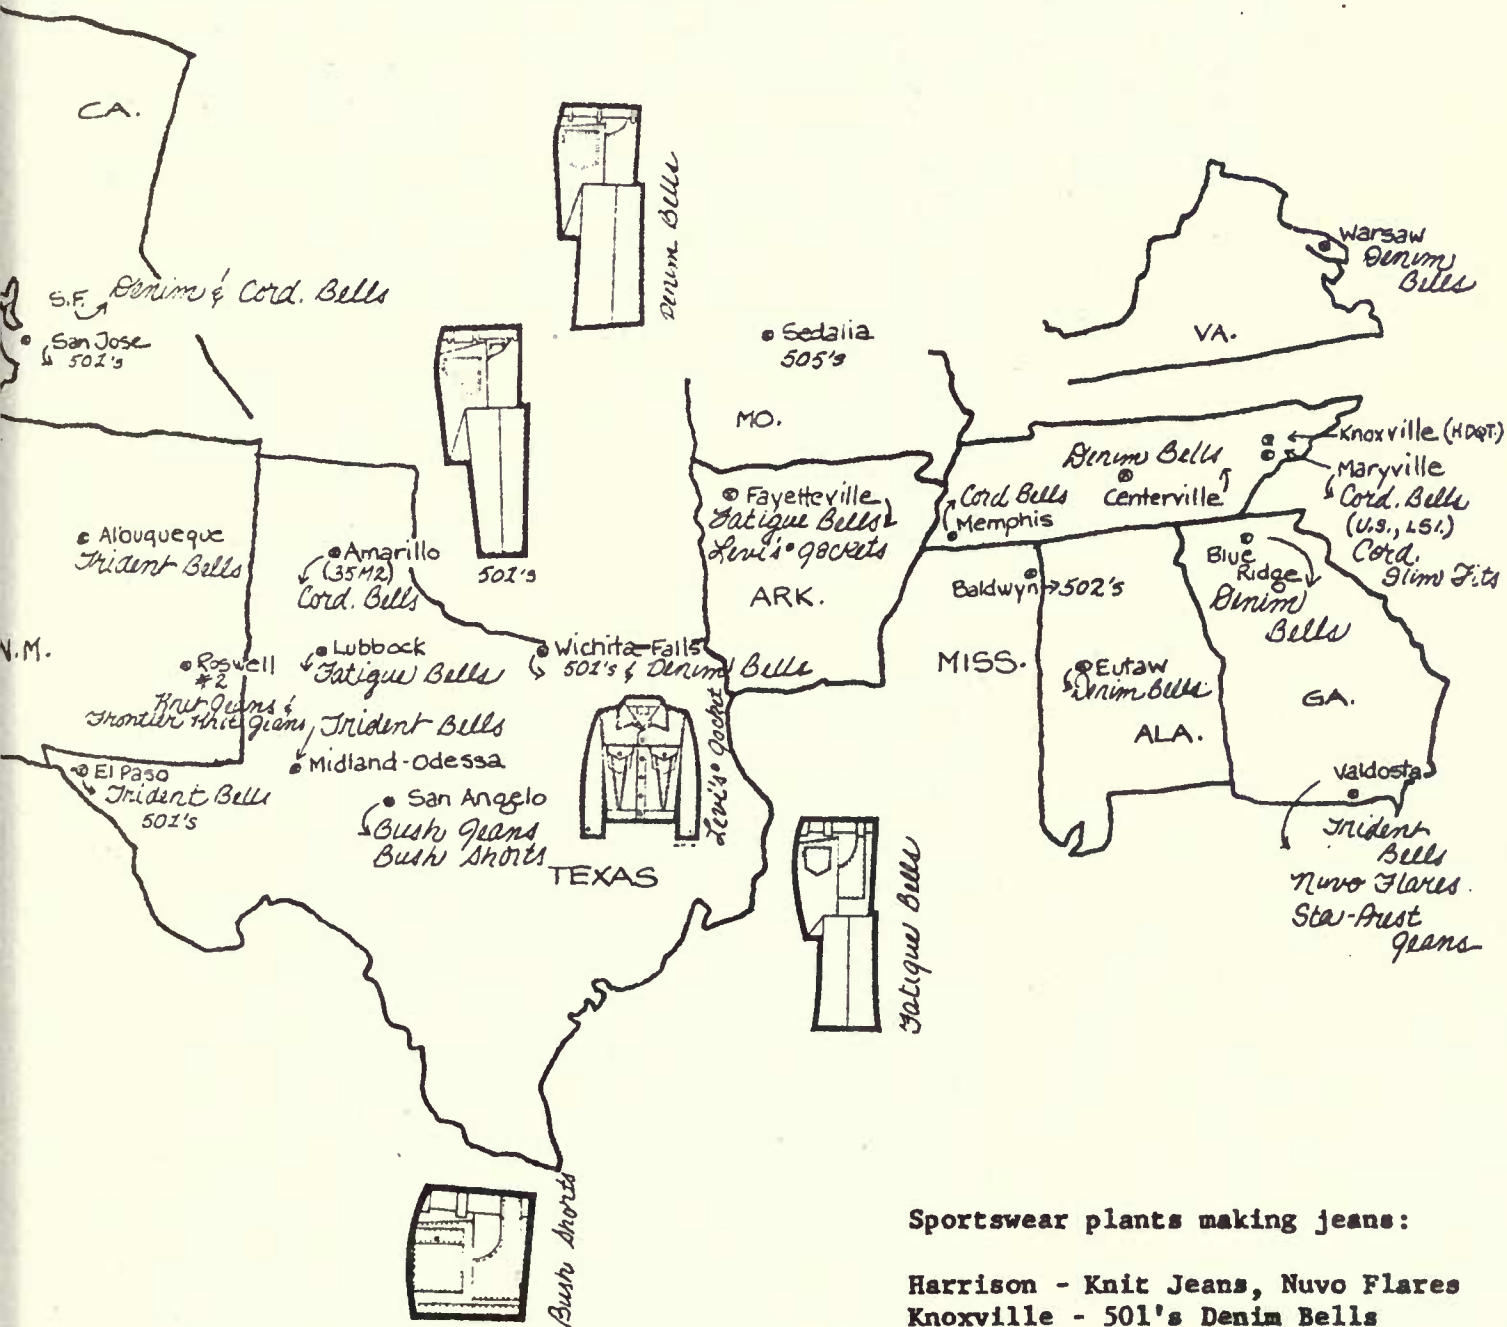 CA.
S.F.
Denim & Cord. Bells
San Jose
501's
Denim Bells
501's
Sedalia
505's
MO.
Warsaw
Denim
Bells
VA.
Knoxville (HDQT.)
Maryville
Cord. Bells
(U.S., LSI.)
Cord.
Slim Fits
Denim Bells
Centerville
Cord Bells
Memphis
Fayetteville
Fatigue Bells
Levi's Jackets
ARK.
Albuqueque
Trident Bells
N.M.
Roswell
#2
Knit Jeans &
Frontier Knit Jeans
Amarillo
(35M2)
Cord. Bells
Lubbock
Fatigue Bells
Wichita-Falls
501's & Denim Bells
Trident Bells
Midland-Odessa
El Paso
Trident Bells
501's
San Angelo
Bush Jeans
Bush Shorts
TEXAS
Levi's Jacket
Baldwyn → 502's
MISS.
Eutaw
Denim Bells
ALA.
Blue
Ridge
Denim
Bells
GA.
Valdosta
Trident
Bells
Nuvo Flares.
Sta-Prest
Jeans
Fatigue Bells
Bush Shorts
Sportswear plants making jeans:
Harrison - Knit Jeans, Nuvo Flares
Knoxville - 501's Denim Bells